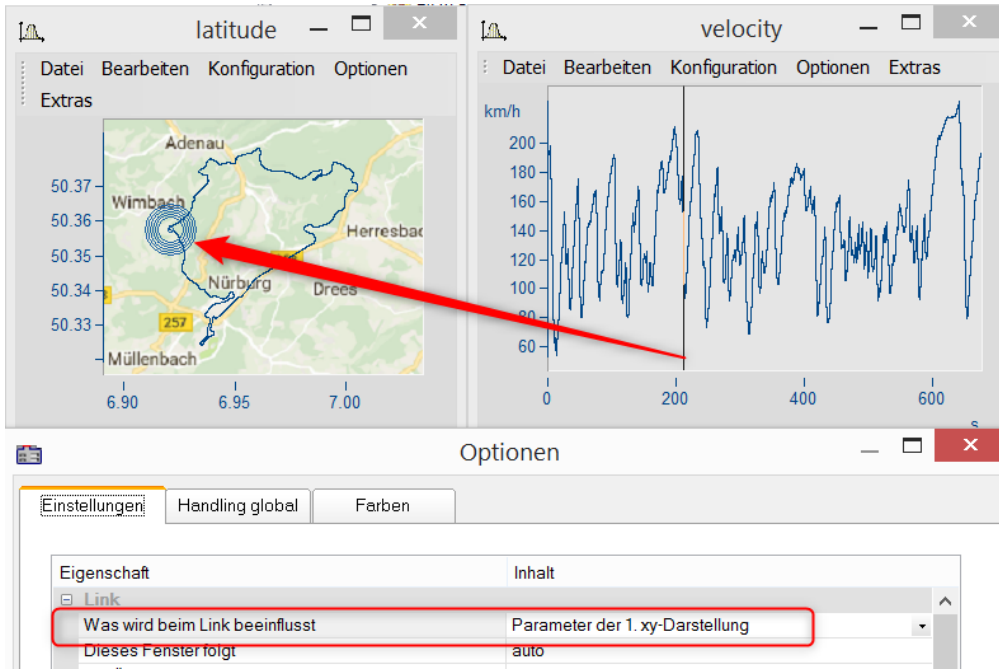 latitude
Datei Bearbeiten Konfiguration Optionen
Extras
50.37
50.36
50.35
50.34
50.33
Adenau
Wimbach
Herresbac
Nürburg
Drees
257
Müllenbach
6.90 6.95 7.00
velocity
Datei Bearbeiten Konfiguration Optionen Extras
km/h
200
180
160
140
120
100
80
60
0 200 400 600
s
Optionen
Einstellungen Handling global Farben
Eigenschaft Inhalt
Link
Was wird beim Link beeinflusst Parameter der 1. xy-Darstellung
Dieses Fenster folgt auto